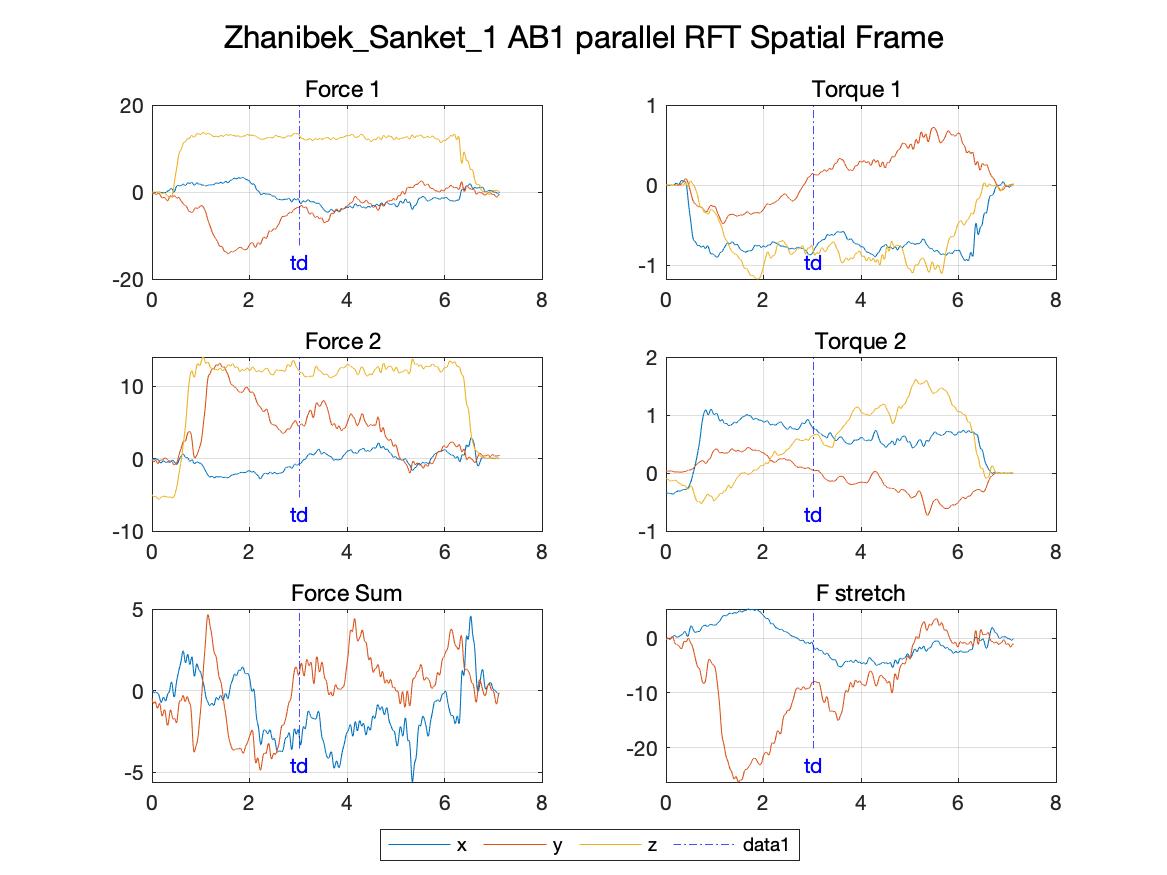 Zhanibek_Sanket_1 AB1 parallel RFT Spatial Frame
Force 1
20
0
-20
td
0 2 4 6 8
Torque 1
1
0
-1
td
0 2 4 6 8
Force 2
10
0
-10
td
0 2 4 6 8
Torque 2
2
1
0
-1
td
0 2 4 6 8
Force Sum
5
0
-5
td
0 2 4 6 8
F stretch
0
-10
-20
td
0 2 4 6 8
x y z data1